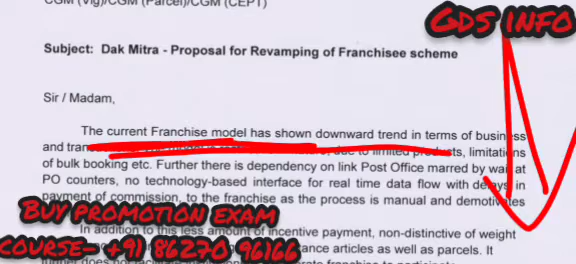 CGM (Vig)/CGM (Parcel)/CGM (CEPT)
GDS INFO
Subject: Dak Mitra - Proposal for Revamping of Franchisee scheme
Sir / Madam,
The current Franchise model has shown downward trend in terms of business
and due to limited products, limitations
of bulk booking etc. Further there is dependency on link Post Office marred by wait at
PO counters, no technology-based interface for real time data flow with delays in
payment of commission, to the franchise as the process is manual and demotivates
BUY PROMOTION EXAM
In addition to this less amount of incentive payment, non-distinctive of weight
COURSE- +91 86270 96166
ance articles as well as parcels. It